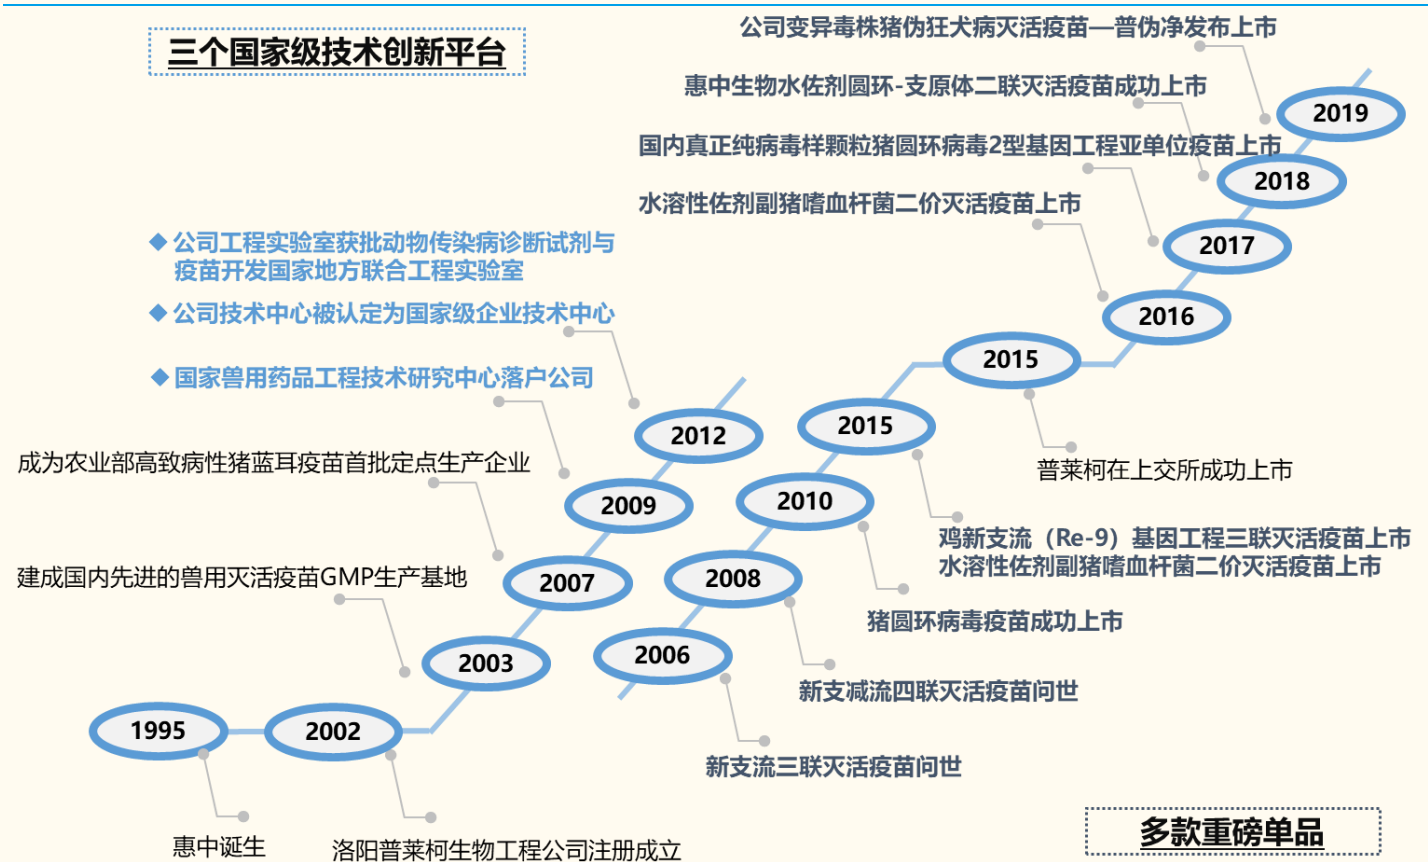 三个国家级技术创新平台
公司变异毒株猪伪狂犬病灭活疫苗—普伪净发布上市
惠中生物水佐剂圆环-支原体二联灭活疫苗成功上市
国内真正纯病毒样颗粒猪圆环病毒2型基因工程亚单位疫苗上市
水溶性佐剂副猪嗜血杆菌二价灭活疫苗上市
2019
2018
2017
2016
2015
普莱柯在上交所成功上市
◆ 公司工程实验室获批动物传染病诊断试剂与
疫苗开发国家地方联合工程实验室
◆ 公司技术中心被认定为国家级企业技术中心
◆ 国家兽用药品工程技术研究中心落户公司
成为农业部高致病性猪蓝耳疫苗首批定点生产企业
建成国内先进的兽用灭活疫苗GMP生产基地
2012
2009
2007
2003
2002
1995
惠中诞生
洛阳普莱柯生物工程公司注册成立
2015
鸡新支流（Re-9）基因工程三联灭活疫苗上市
水溶性佐剂副猪嗜血杆菌二价灭活疫苗上市
2010
猪圆环病毒疫苗成功上市
2008
新支减流四联灭活疫苗问世
2006
新支流三联灭活疫苗问世
多款重磅单品